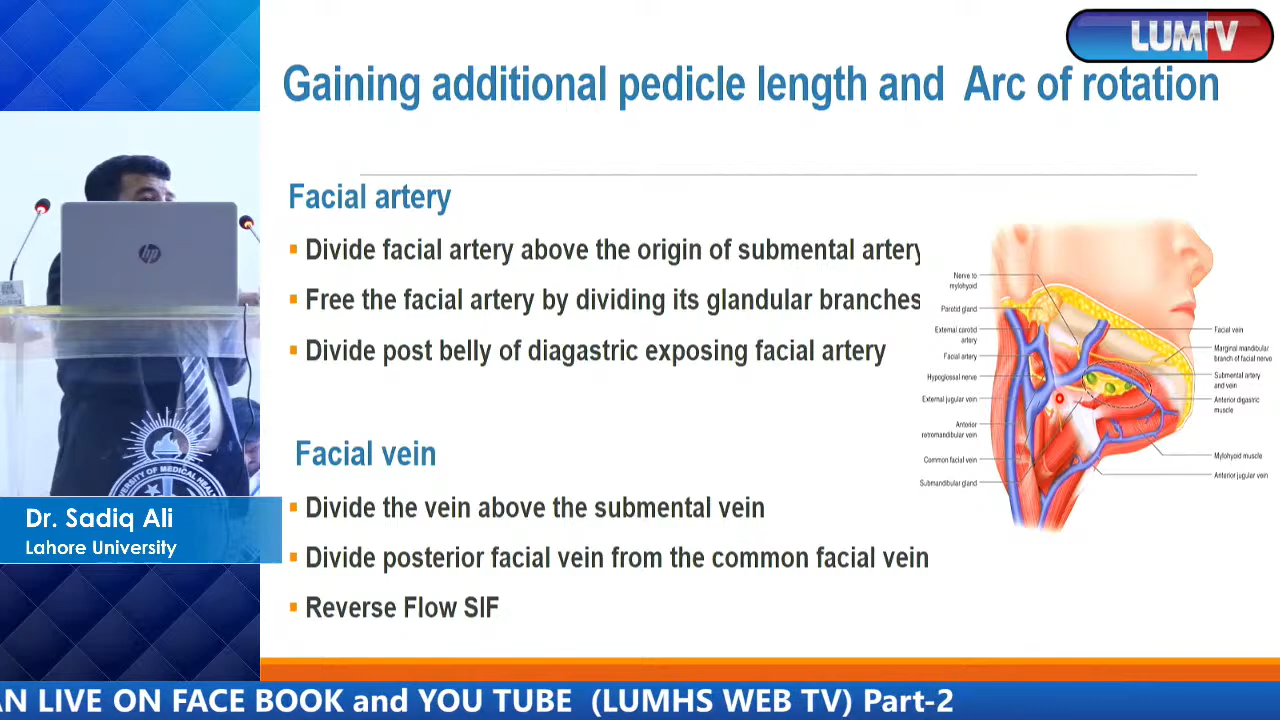 LUMTV
Gaining additional pedicle length and Arc of rotation
Facial artery
▪ Divide facial artery above the origin of submental artery
▪ Free the facial artery by dividing its glandular branches
▪ Divide post belly of diagastric exposing facial artery
Facial vein
▪ Divide the vein above the submental vein
▪ Divide posterior facial vein from the common facial vein
▪ Reverse Flow SIF
Nerve to
mylohyoid
Parotid gland
External carotid
artery
Facial artery
Hypoglossal nerve
External jugular vein
Anterior
retromandibular vein
Common facial vein
Submandibular gland
Facial vein
Marginal mandibular
branch of facial nerve
Submental artery
and vein
Anterior digastric
muscle
Mylohyoid muscle
Anterior jugular vein
hp
UNIVERSITY OF MEDICAL HEAL
Dr. Sadiq Ali
Lahore University
AN LIVE ON FACE BOOK and YOU TUBE (LUMHS WEB TV) Part-2